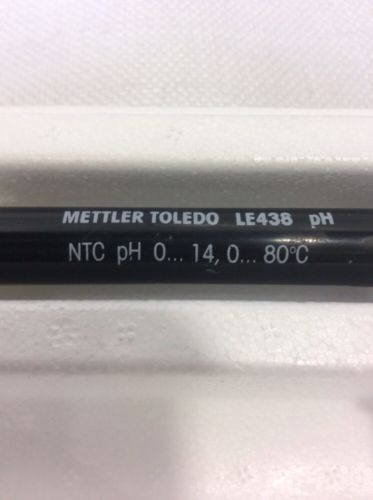 METTLER TOLEDO LE438 pH
NTC pH 0... 14, 0... 80°C